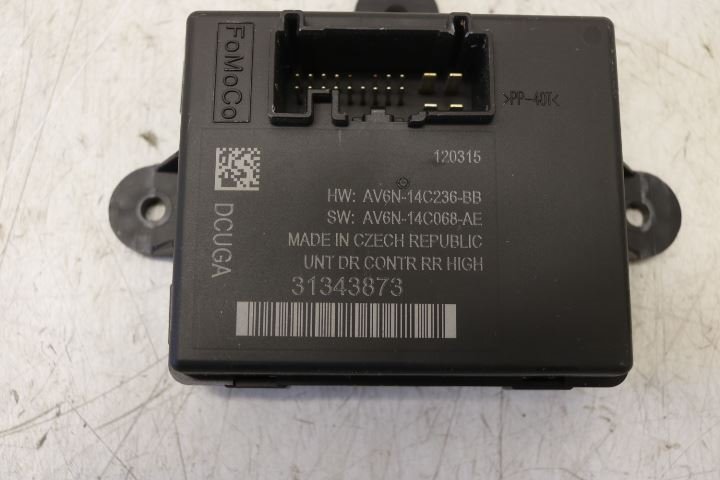 FoMoCo
>PP-40T<
120315
HW: AV6N-14C236-BB
SW: AV6N-14C068-AE
MADE IN CZECH REPUBLIC
UNT DR CONTR RR HIGH
31343873
DCUGA